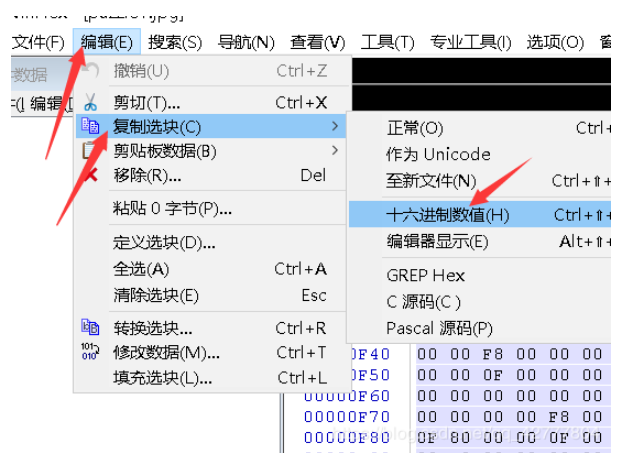 文件(F) 编辑(E) 搜索(S) 导航(N) 查看(V) 工具(T) 专业工具(I) 选项(O)
数据
编辑
撤销(U) Ctrl+Z
剪切(T)... Ctrl+X
复制选块(C) >
剪贴板数据(B) >
移除(R)... Del
粘贴 0 字节(P)...
定义选块(D)...
全选(A) Ctrl+A
清除选块(E) Esc
转换选块... Ctrl+R
修改数据(M)... Ctrl+T
填充选块(L)... Ctrl+L
正常(O) Ctrl+
作为 Unicode
至新文件(N) Ctrl+⇧+
十六进制数值(H) Ctrl+⇧+
编辑器显示(E) Alt+⇧+
GREP Hex
C 源码(C)
Pascal 源码(P)
0F40 00 00 F8 00 00 00
0F50 00 00 0F 00 00 00
00000F60 00 00 00 00 00 00
00000F70 00 00 00 00 F8 00
00000F80 0F 80 00 00 0F 00